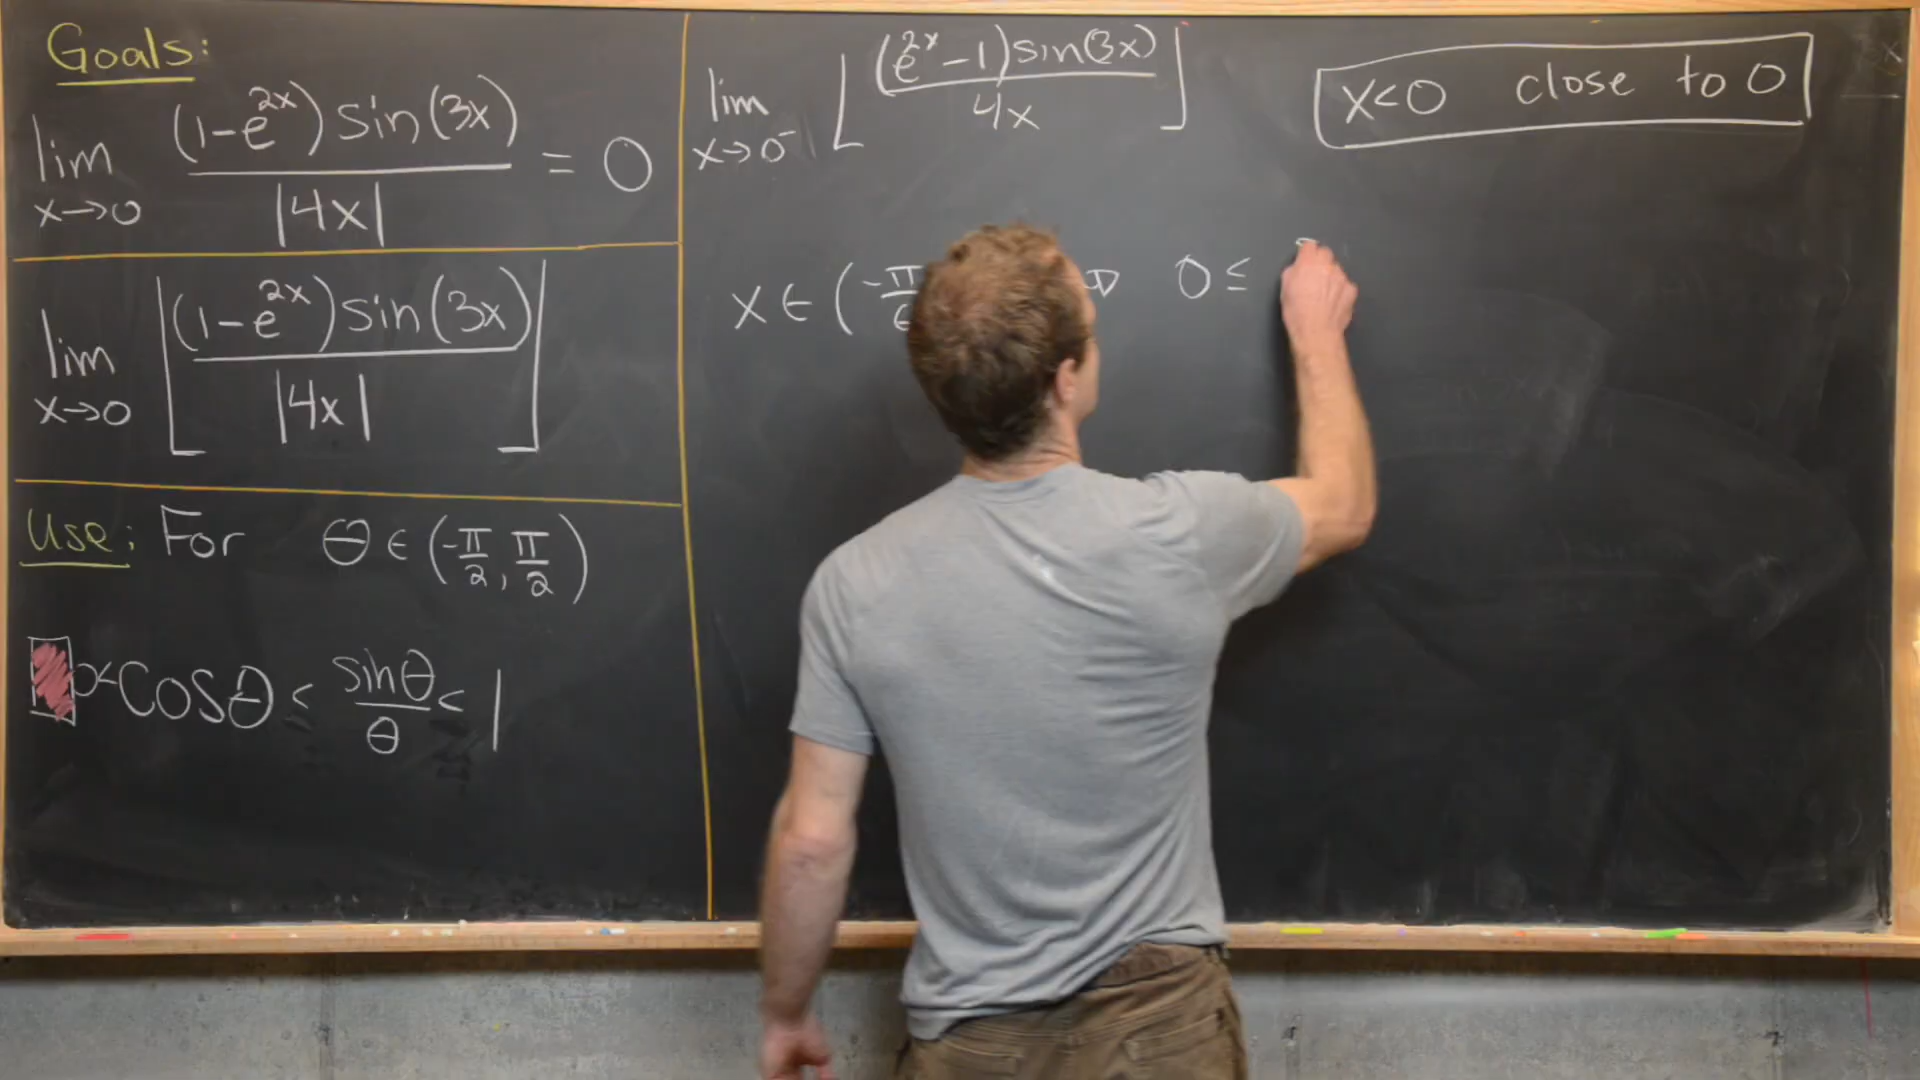 Goals:
lim x→0 (1-e^{2x}) sin(3x) / |4x| = 0
lim x→0 ⌊ (1-e^{2x}) sin(3x) / |4x| ⌋
Use: For θ ∈ (-π/2, π/2)
0< cosθ < sinθ/θ < 1
lim x→0⁻ ⌊ (e^{2x}-1) sin(3x) / 4x ⌋
x<0 close to 0
x ∈ (-π/ 0 ≤